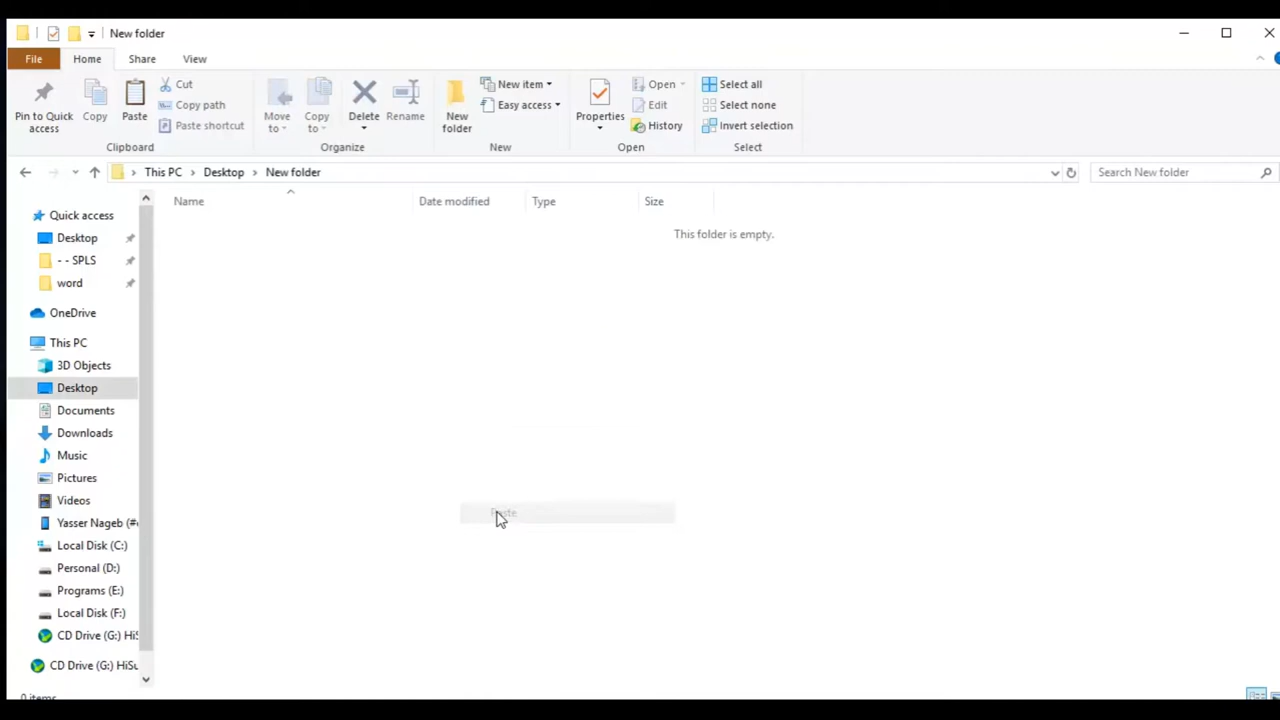 New folder
File Home Share View
Pin to Quick access
Copy
Paste
Cut
Copy path
Paste shortcut
Clipboard
Move to
Copy to
Delete
Rename
Organize
New folder
New item
Easy access
New
Properties
Open
Edit
History
Open
Select all
Select none
Invert selection
Select
This PC > Desktop > New folder
Search New folder
Name Date modified Type Size
This folder is empty.
Quick access
Desktop
- - SPLS
word
OneDrive
This PC
3D Objects
Desktop
Documents
Downloads
Music
Pictures
Videos
Yasser Nageb (#
Local Disk (C:)
Personal (D:)
Programs (E:)
Local Disk (F:)
CD Drive (G:) HiS
CD Drive (G:) HiSu
Paste
0 items